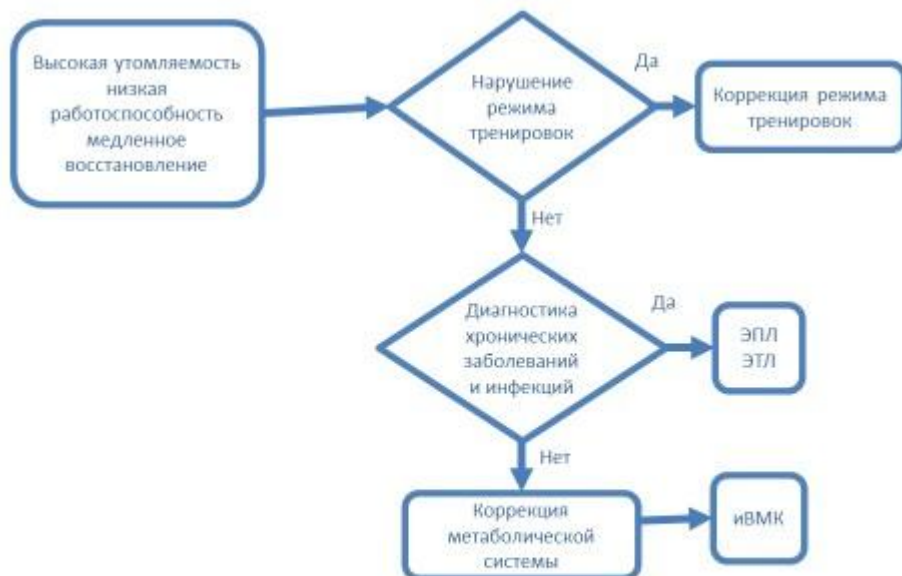 Высокая утомляемость
низкая
работоспособность
медленное
восстановление
Нарушение
режима
тренировок
Да
Коррекция режима
тренировок
Нет
Диагностика
хронических
заболеваний
и инфекций
Да
ЭПЛ
ЭТЛ
Нет
Коррекция
метаболической
системы
иВМК